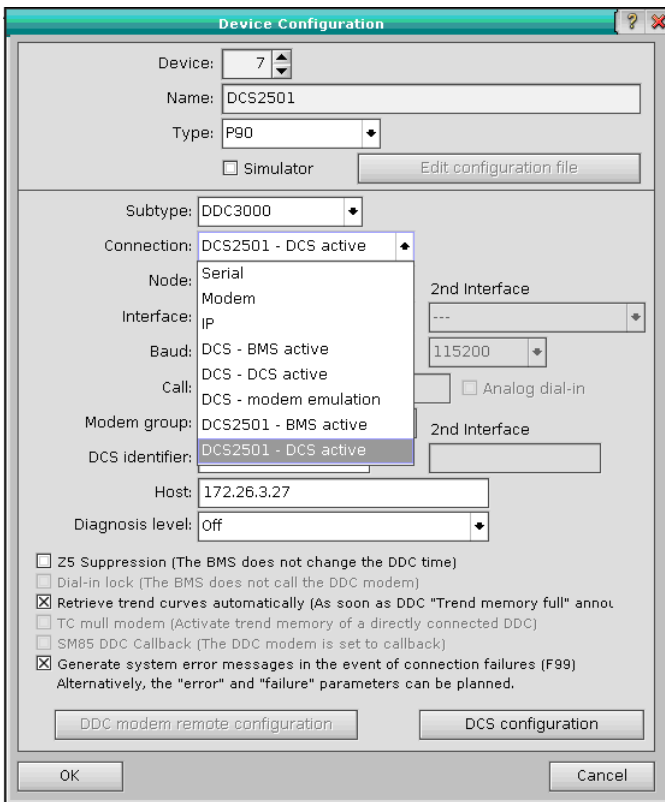 Device Configuration
?
Device: 7
Name: DCS2501
Type: P90
Simulator
Edit configuration file
Subtype: DDC3000
Connection: DCS2501 - DCS active
Serial
Modem
IP
DCS - BMS active
DCS - DCS active
DCS - modem emulation
DCS2501 - BMS active
DCS2501 - DCS active
Node:
2nd Interface
Interface:
---
Baud:
115200
Call:
Analog dial-in
Modem group:
2nd Interface
DCS identifier:
Host: 172.26.3.27
Diagnosis level: Off
Z5 Suppression (The BMS does not change the DDC time)
Dial-in lock (The BMS does not call the DDC modem)
Retrieve trend curves automatically (As soon as DDC "Trend memory full" annou
TC mull modem (Activate trend memory of a directly connected DDC)
SM85 DDC Callback (The DDC modem is set to callback)
Generate system error messages in the event of connection failures (F99)
Alternatively, the "error" and "failure" parameters can be planned.
DDC modem remote configuration
DCS configuration
OK
Cancel